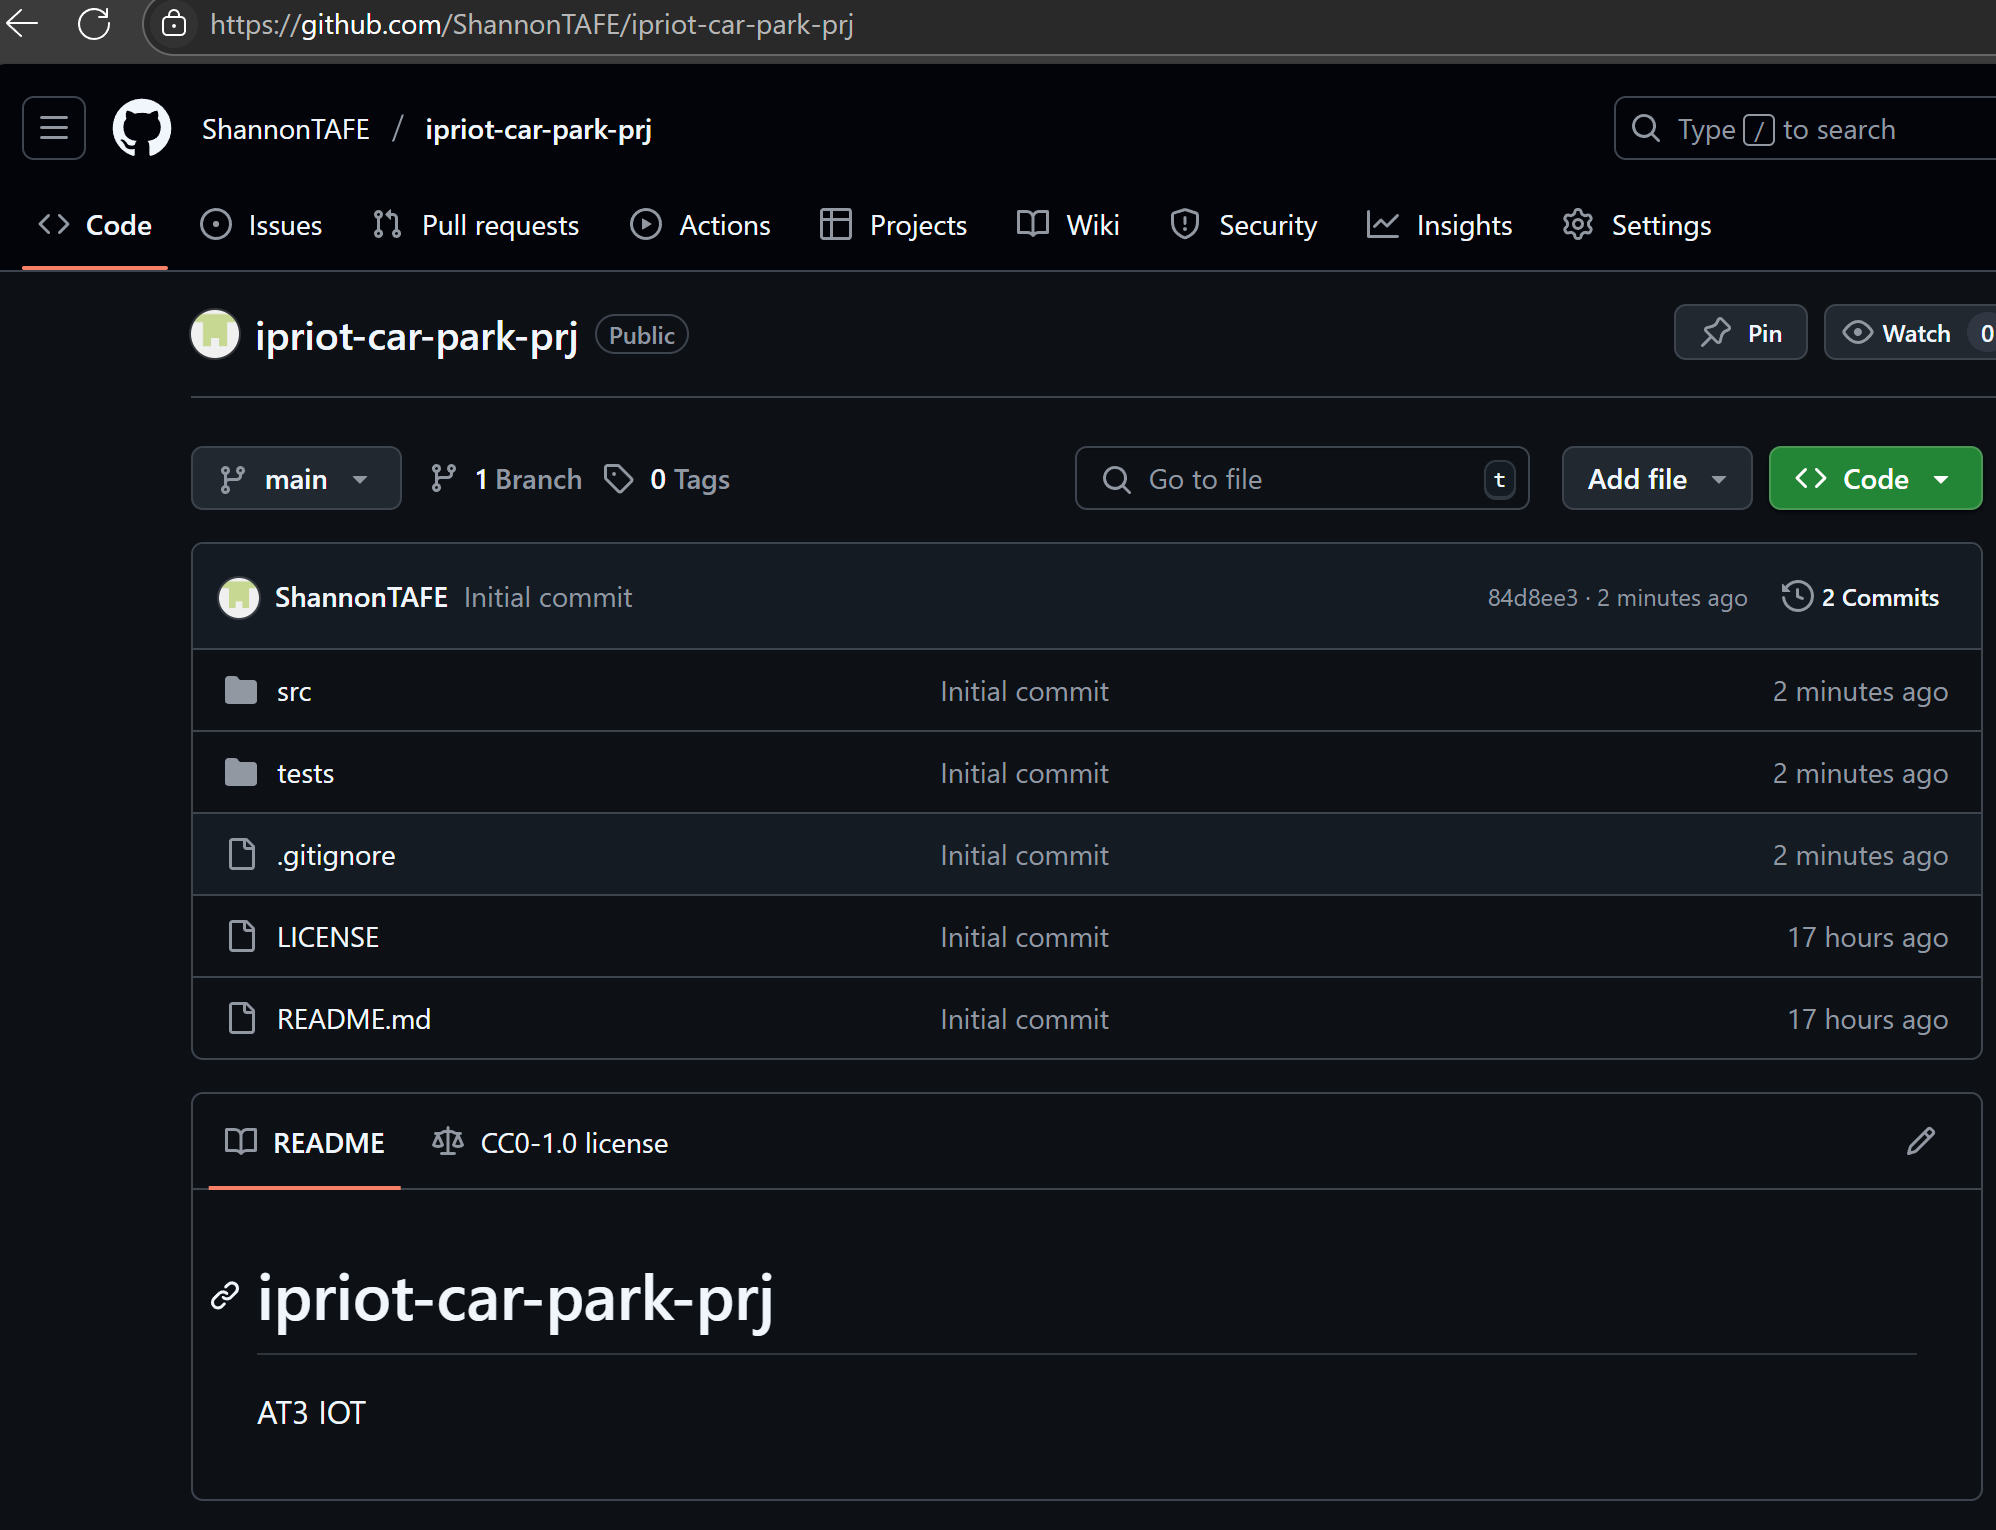 https://github.com/ShannonTAFE/ipriot-car-park-prj
ShannonTAFE / ipriot-car-park-prj
Type / to search
Code Issues Pull requests Actions Projects Wiki Security Insights Settings
ipriot-car-park-prj Public
Pin Watch 0
main 1 Branch 0 Tags
Go to file t
Add file Code
ShannonTAFE Initial commit 84d8ee3 · 2 minutes ago 2 Commits
src Initial commit 2 minutes ago
tests Initial commit 2 minutes ago
.gitignore Initial commit 2 minutes ago
LICENSE Initial commit 17 hours ago
README.md Initial commit 17 hours ago
README CC0-1.0 license
ipriot-car-park-prj
AT3 IOT